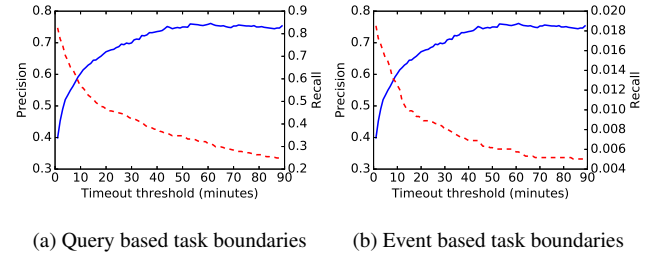 0.8 0.9 0.8 0.020
0.8 0.018
0.7 0.7 0.7 0.016
0.6 0.6 0.6 0.014
Precision Recall Precision Recall
0.5 0.012
0.5 0.5 0.010
0.4 0.008
0.4 0.3 0.4 0.006
0.3 0.2 0.3 0.004
0 10 20 30 40 50 60 70 80 90 0 10 20 30 40 50 60 70 80 90
Timeout threshold (minutes) Timeout threshold (minutes)
(a) Query based task boundaries (b) Event based task boundaries